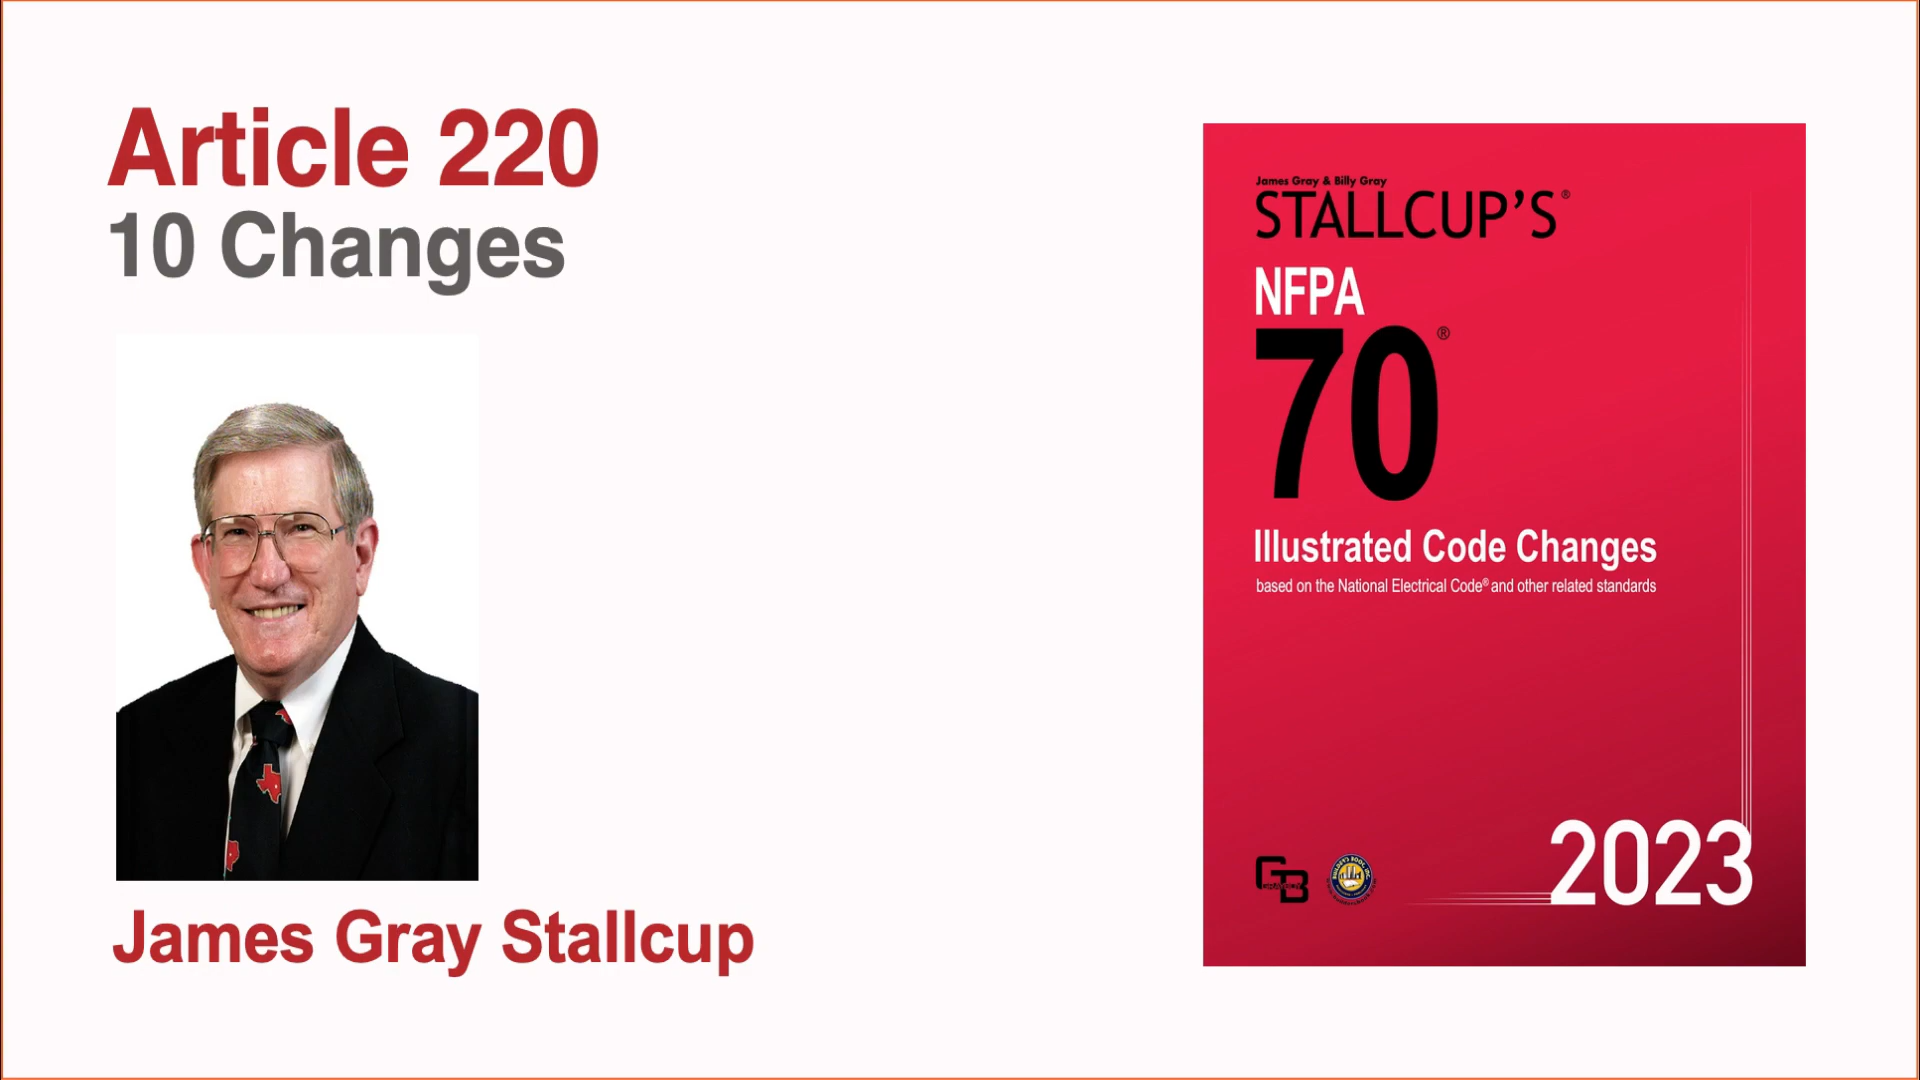 Article 220
10 Changes
James Gray Stallcup
James Gray & Billy Gray
STALLCUP'S®
NFPA
70®
Illustrated Code Changes
based on the National Electrical Code® and other related standards
GB
2023